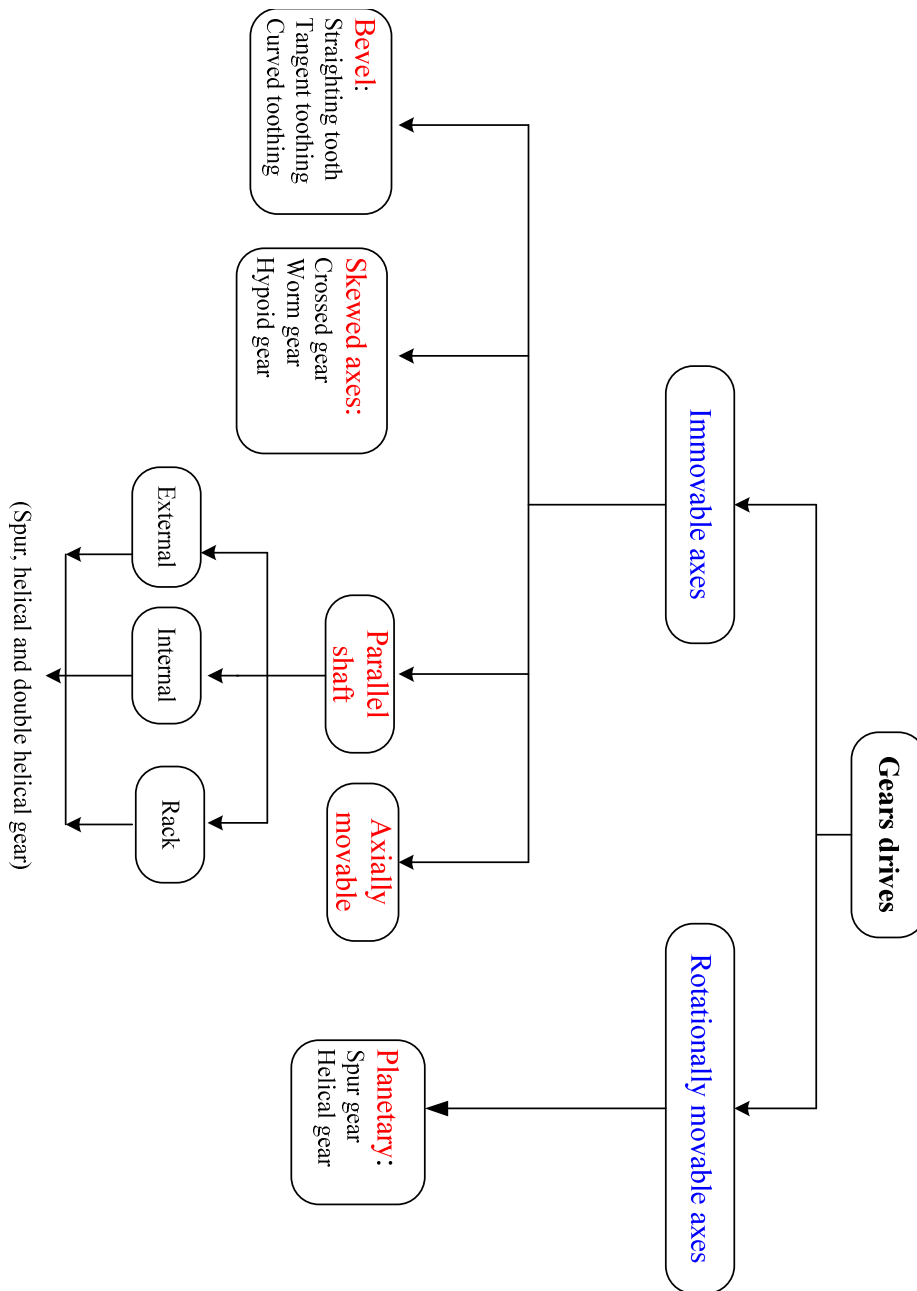 Gears drives
Immovable axes
Rotationally movable axes
Bevel:
Straighting tooth
Tangent toothing
Curved toothing
Skewed axes:
Crossed gear
Worm gear
Hypoid gear
Parallel
shaft
Axially
movable
Planetary:
Spur gear
Helical gear
External
Internal
Rack
(Spur, helical and double helical gear)